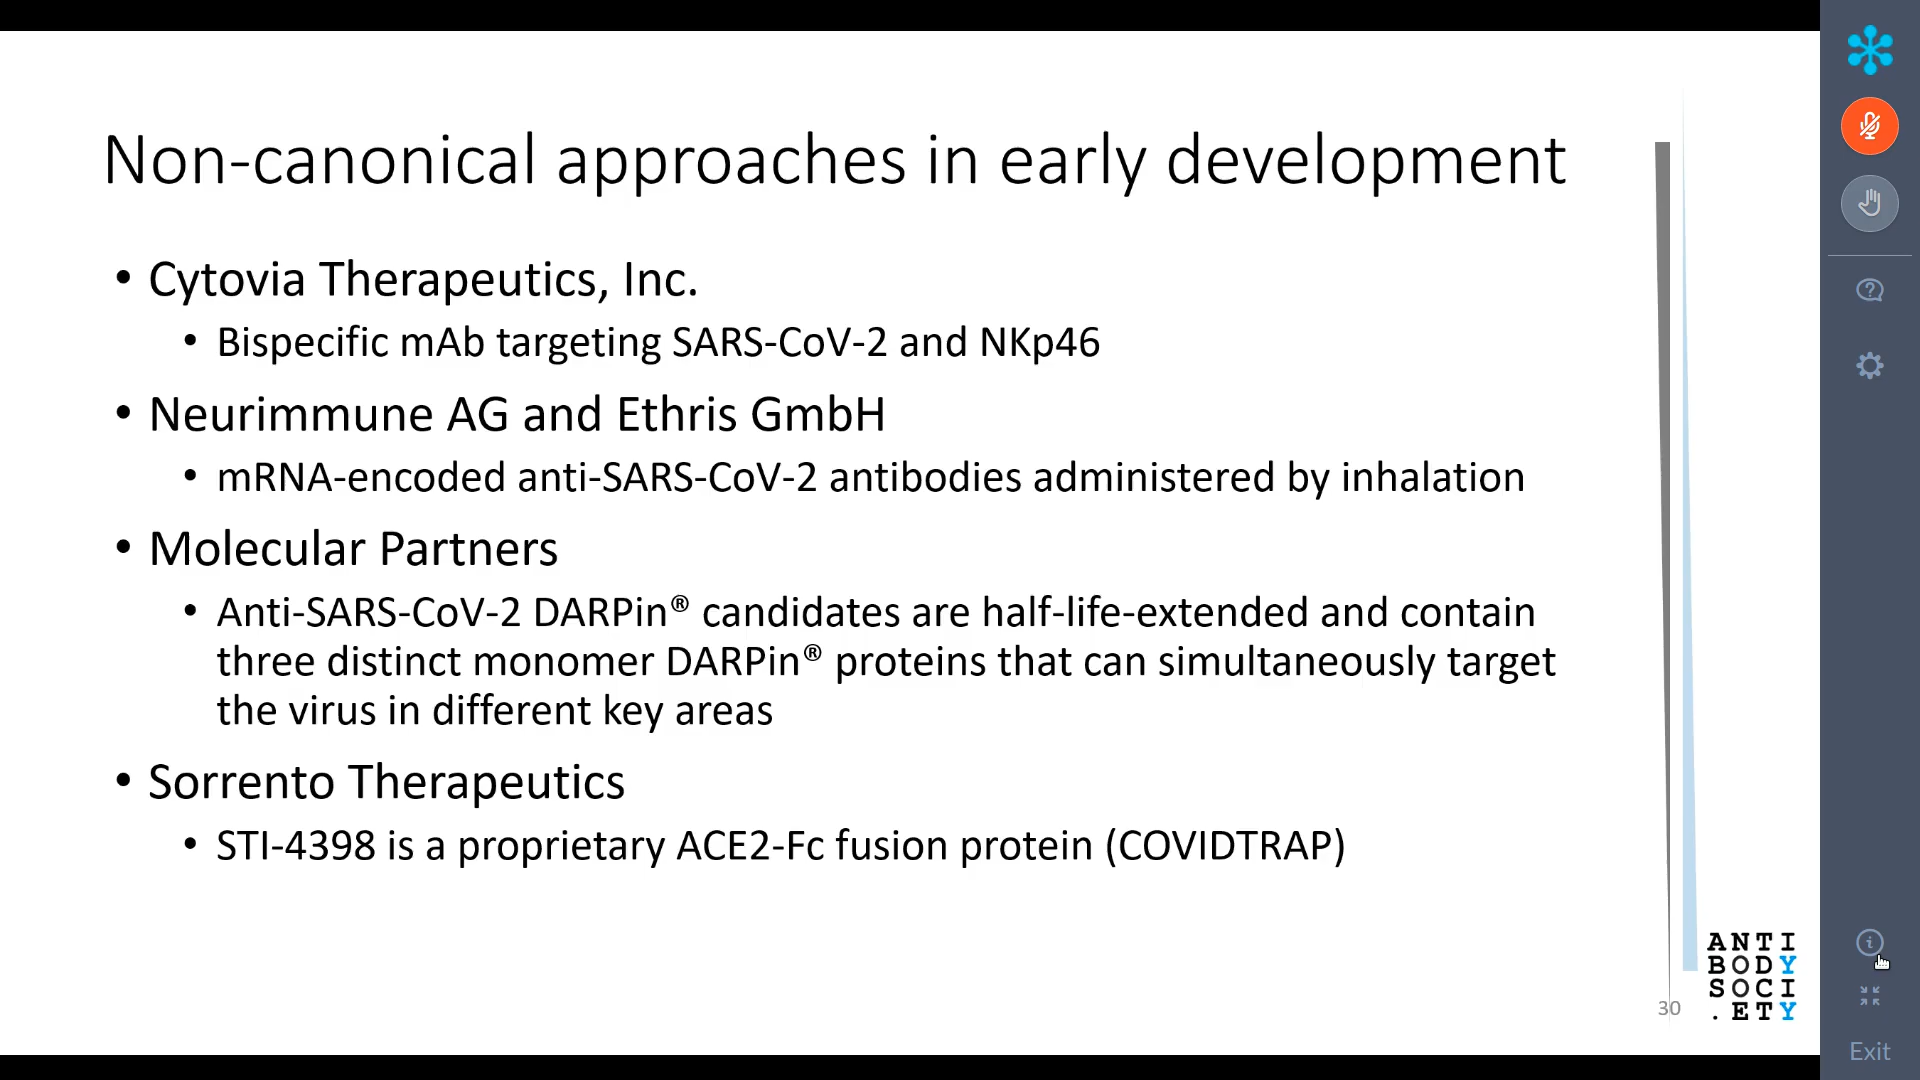 Non-canonical approaches in early development
• Cytovia Therapeutics, Inc.
• Bispecific mAb targeting SARS-CoV-2 and NKp46
• Neurimmune AG and Ethris GmbH
• mRNA-encoded anti-SARS-CoV-2 antibodies administered by inhalation
• Molecular Partners
• Anti-SARS-CoV-2 DARPin® candidates are half-life-extended and contain
three distinct monomer DARPin® proteins that can simultaneously target
the virus in different key areas
• Sorrento Therapeutics
• STI-4398 is a proprietary ACE2-Fc fusion protein (COVIDTRAP)
30
ANTI
BODY
SOCI
.ETY
Exit